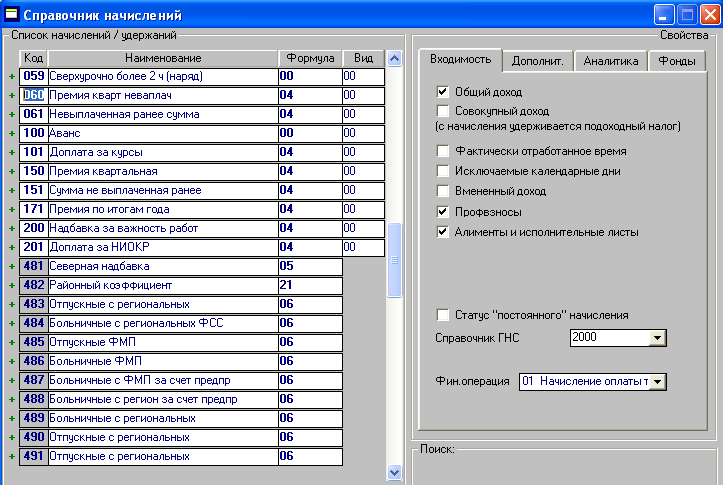 Справочник начислений
Список начислений / удержаний
Код Наименование Формула Вид
+ 059 Сверхурочно более 2 ч (наряд) 00 00
+ 060 Премия кварт неваплач 04 00
+ 061 Невыплаченная ранее сумма 04 00
+ 100 Аванс 00 00
+ 101 Доплата за курсы 04 00
+ 150 Премия квартальная 04 00
+ 151 Сумма не выплаченная ранее 04 00
+ 171 Премия по итогам года 04 00
+ 200 Надбавка за важность работ 04 00
+ 201 Доплата за НИОКР 04 00
+ 481 Северная надбавка 05
+ 482 Районный коэффициент 21
+ 483 Отпускные с региональных 06
+ 484 Больничные с региональных ФСС 06
+ 485 Отпускные ФМП 06
+ 486 Больничные ФМП 06
+ 487 Больничные с ФМП за счет предпр 06
+ 488 Больничные с регион за счет предпр 06
+ 489 Больничные с региональных 06
+ 490 Отпускные с региональных 06
+ 491 Отпускные с региональных 06
Свойства
Входимость Дополнит. Аналитика Фонды
Общий доход
Совокупный доход
(с начисления удерживается подоходный налог)
Фактически отработанное время
Исключаемые календарные дни
Вмененный доход
Профвзносы
Алименты и исполнительные листы
Статус "постоянного" начисления
Справочник ГНС 2000
Фин.операция 01 Начисление оплаты т
Поиск: